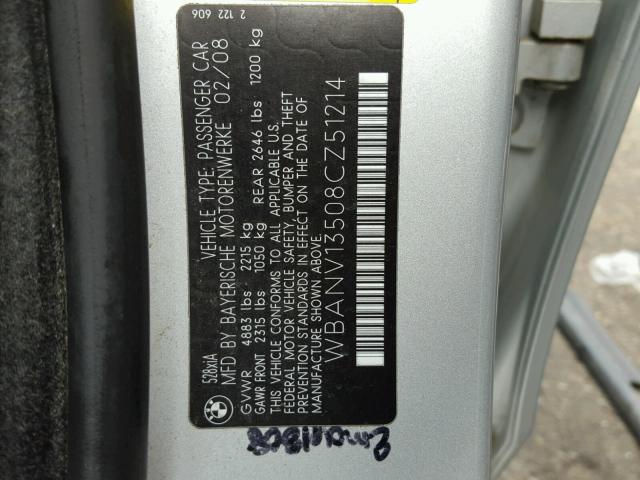 2 122 606
528xiA
VEHICLE TYPE: PASSENGER CAR
MFD BY BAYERISCHE MOTORENWERKE 02/08
GVWR 4883 lbs 2215 kg
GAWR FRONT 2315 lbs 1050 kg REAR 2646 lbs 1200 kg
THIS VEHICLE CONFORMS TO ALL APPLICABLE U.S.
FEDERAL MOTOR VEHICLE SAFETY, BUMPER AND THEFT
PREVENTION STANDARDS IN EFFECT ON THE DATE OF
MANUFACTURE SHOWN ABOVE.
WBANV13508CZ51214